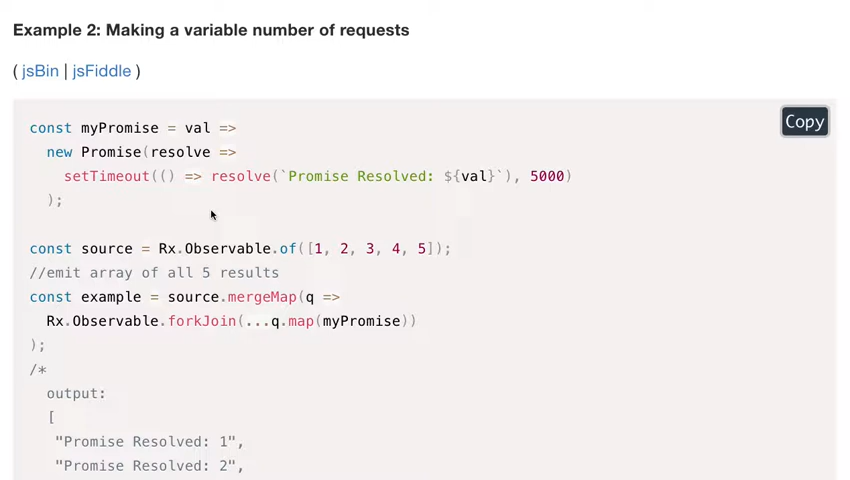 Example 2: Making a variable number of requests
( jsBin | jsFiddle )
Copy
const myPromise = val =>
  new Promise(resolve =>
    setTimeout(() => resolve(`Promise Resolved: ${val}`), 5000)
  );
const source = Rx.Observable.of([1, 2, 3, 4, 5]);
//emit array of all 5 results
const example = source.mergeMap(q =>
  Rx.Observable.forkJoin(...q.map(myPromise))
);
/*
  output:
  [
   "Promise Resolved: 1",
   "Promise Resolved: 2",